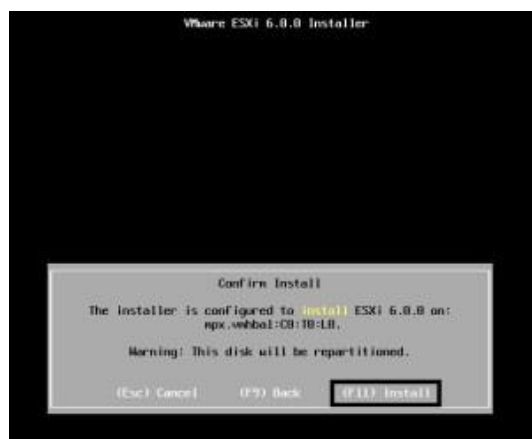 VMware ESXi 6.0.0 Installer
Confirm Install
The installer is configured to install ESXi 6.0.0 on:
mpx.vmhba1:C0:T0:L0.
Warning! This disk will be repartitioned.
(Esc) Cancel (F9) Back (F11) Install